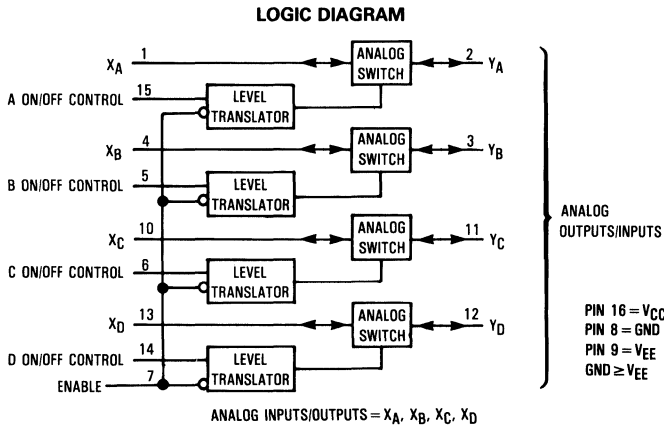 LOGIC DIAGRAM
XA 1 ANALOG SWITCH 2 YA
A ON/OFF CONTROL 15 LEVEL TRANSLATOR
XB 4 ANALOG SWITCH 3 YB
B ON/OFF CONTROL 5 LEVEL TRANSLATOR
XC 10 ANALOG SWITCH 11 YC
C ON/OFF CONTROL 6 LEVEL TRANSLATOR
XD 13 ANALOG SWITCH 12 YD
D ON/OFF CONTROL 14 LEVEL TRANSLATOR
ENABLE 7
ANALOG
OUTPUTS/INPUTS
PIN 16 = VCC
PIN 8 = GND
PIN 9 = VEE
GND ≥ VEE
ANALOG INPUTS/OUTPUTS = XA, XB, XC, XD